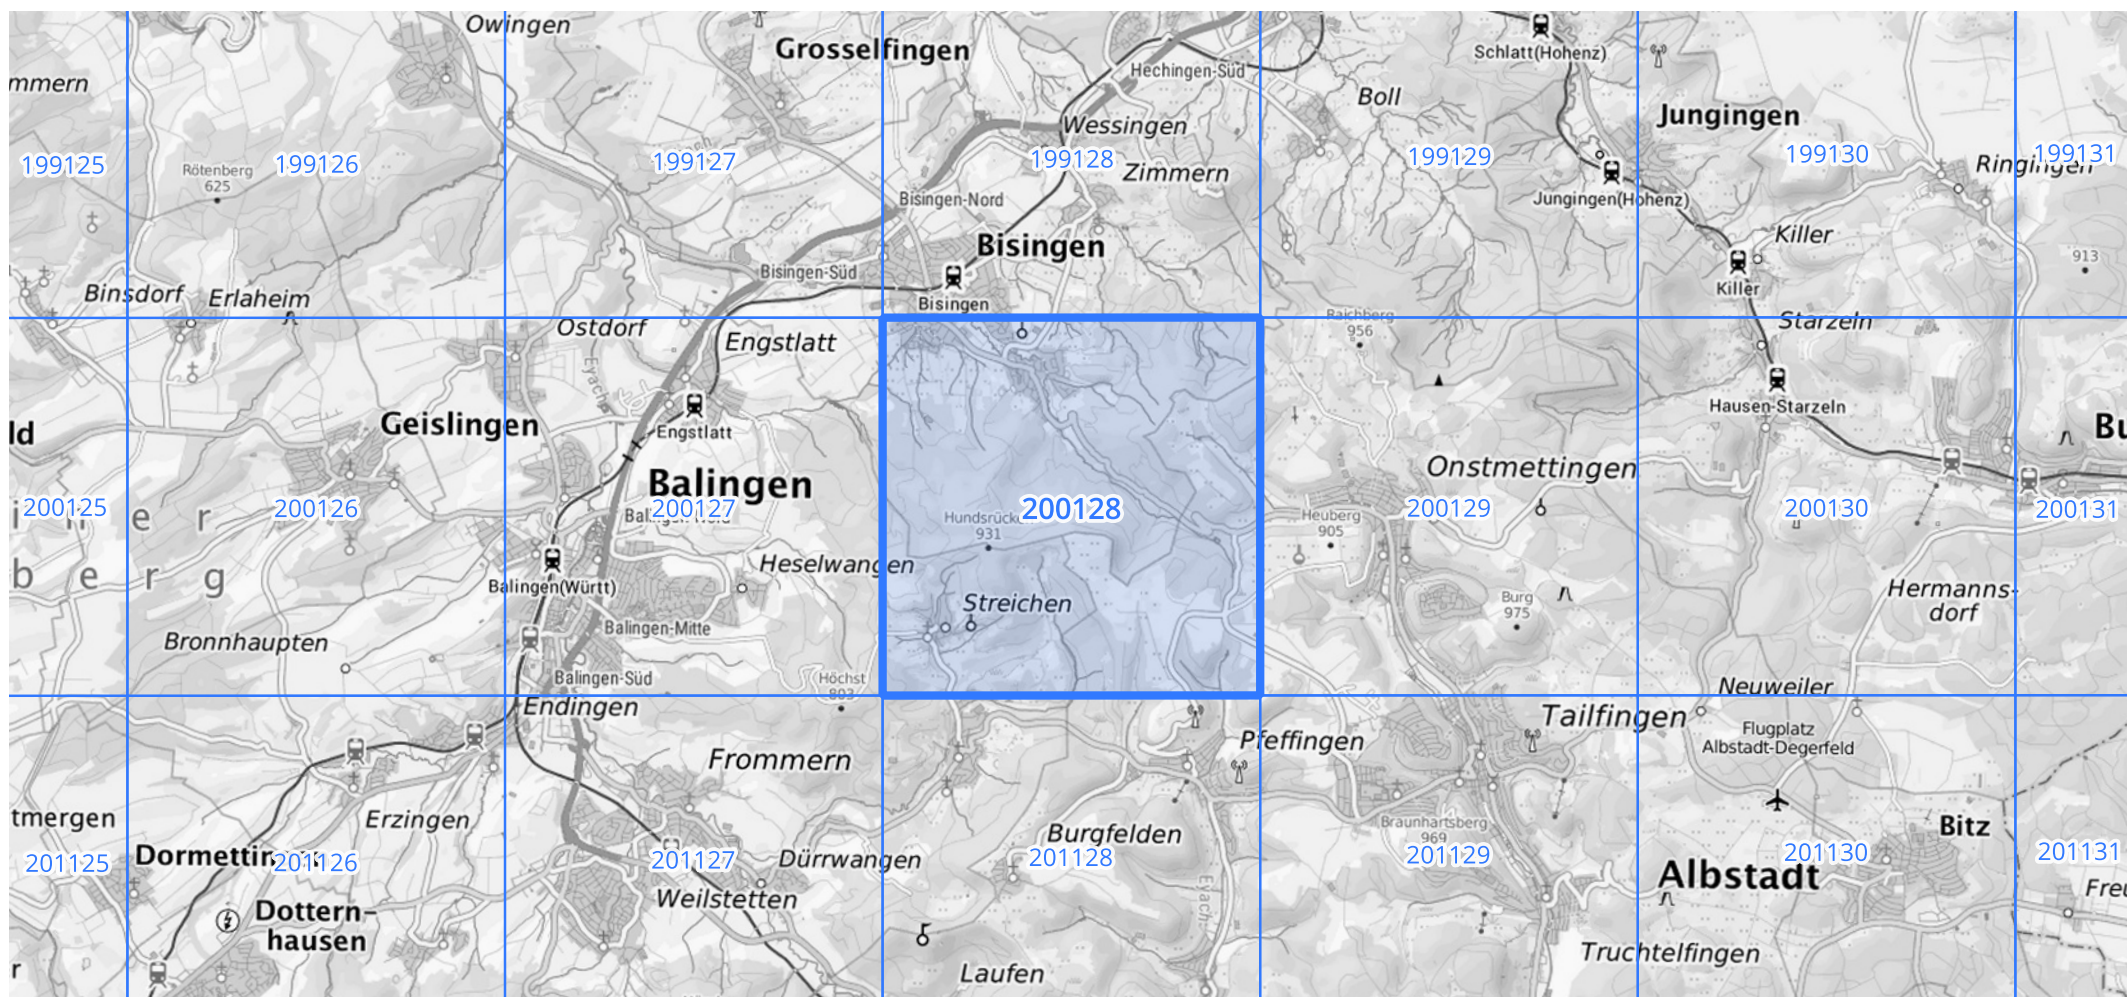 Owingen
Grosselfingen
Hechingen-Süd
Schlatt(Hohenz)
mmern
Boll
Jungingen
Wessingen
199125
Rötenberg
625
199126
199127
199128
Zimmern
199129
199130
Ringingen
199131
Bisingen-Nord
Jungingen(Hohenz)
Bisingen
Killer
Bisingen-Süd
913
Binsdorf
Erlaheim
Bisingen
Killer
Ostdorf
Engstlatt
Raichberg
956
Starzeln
Eyach
Geislingen
Engstlatt
Hausen-Starzeln
ld
Bu
Balingen
Onstmettingen
200125
200126
200127
200128
200129
200130
200131
i n e r
Balingen-Nord
Hundsrücke
931
Heuberg
905
b e r g
Balingen(Württ)
Heselwangen
Streichen
Burg
975
Hermanns-
dorf
Bronnhaupten
Balingen-Mitte
Balingen-Süd
Höchst
803
Neuweiler
Endingen
Tailfingen
Pfeffingen
Flugplatz
Albstadt-Degerfeld
Frommern
tmergen
Erzingen
Burgfelden
Braunhartsberg
969
Bitz
201125
201126
201127
Dürrwangen
201128
201129
201130
201131
Albstadt
Freu
Weilstetten
Eyach
Dottern-
hausen
Laufen
Truchtelfingen
r